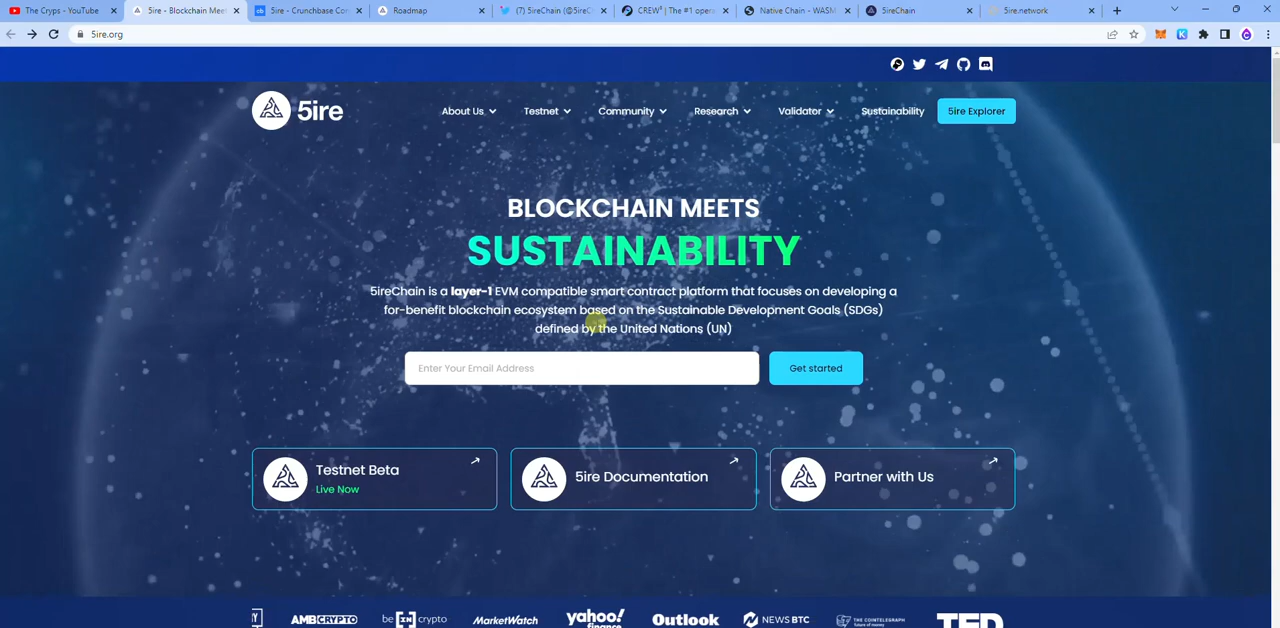 The Cryps - YouTube
5ire - Blockchain Meet
5ire - Crunchbase Co
Roadmap
(7) 5ireChain (@5ireC
CREW³ | The #1 oper
Native Chain - WASM
5ireChain
5ire.network
5ire.org
5ire
About Us
Testnet
Community
Research
Validator
Sustainability
5ire Explorer
BLOCKCHAIN MEETS
SUSTAINABILITY
5ireChain is a layer-1 EVM compatible smart contract platform that focuses on developing a
for-benefit blockchain ecosystem based on the Sustainable Development Goals (SDGs)
defined by the United Nations (UN)
Enter Your Email Address
Get started
Testnet Beta
Live Now
5ire Documentation
Partner with Us
AMBCRYPTO
be[IN]crypto
MarketWatch
yahoo!
finance
Outlook
NEWS BTC
THE COINTELEGRAPH
TED